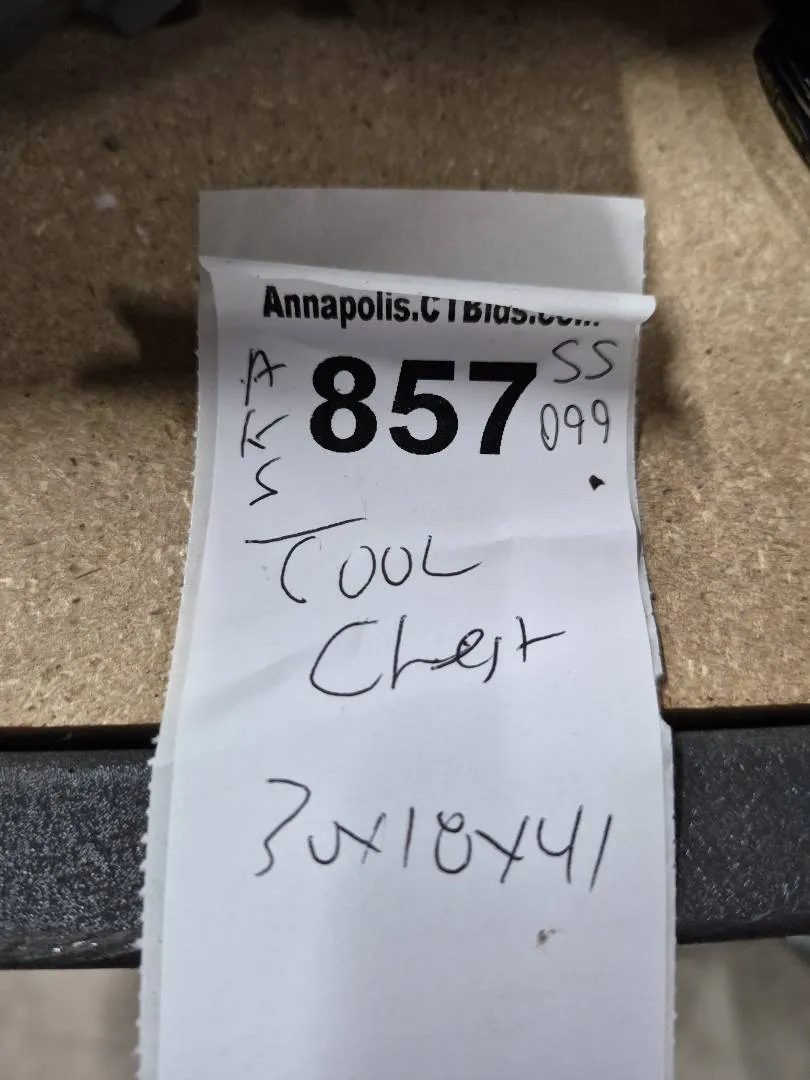 Annapolis.CTBids.com
A
K
S
857
SS
099
TOOL
Chest
30x18x41